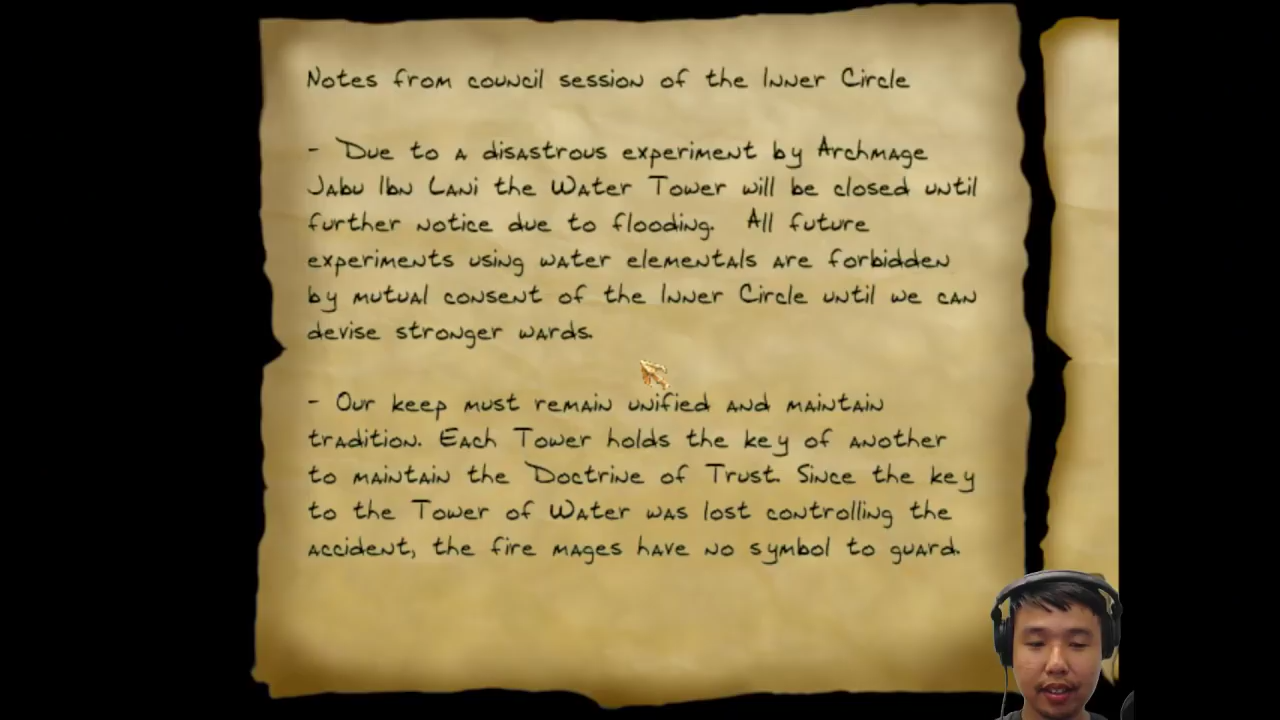 Notes from council session of the Inner Circle
- Due to a disastrous experiment by Archmage
Jabu Ibn Lani the Water Tower will be closed until
further notice due to flooding.  All future
experiments using water elementals are forbidden
by mutual consent of the Inner Circle until we can
devise stronger wards.
- Our keep must remain unified and maintain
tradition. Each Tower holds the key of another
to maintain the Doctrine of Trust. Since the key
to the Tower of Water was lost controlling the
accident, the fire mages have no symbol to guard.